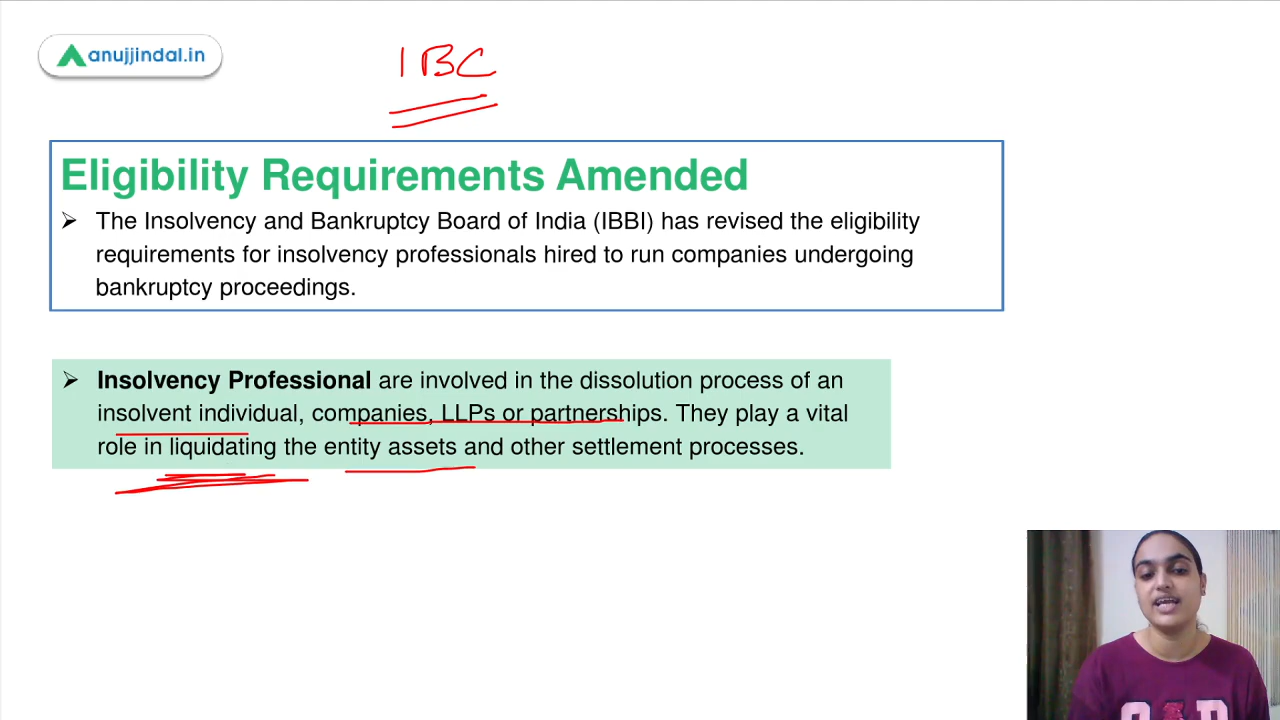 anujjindal.in
IBC
Eligibility Requirements Amended
The Insolvency and Bankruptcy Board of India (IBBI) has revised the eligibility
requirements for insolvency professionals hired to run companies undergoing
bankruptcy proceedings.
Insolvency Professional are involved in the dissolution process of an
insolvent individual, companies, LLPs or partnerships. They play a vital
role in liquidating the entity assets and other settlement processes.